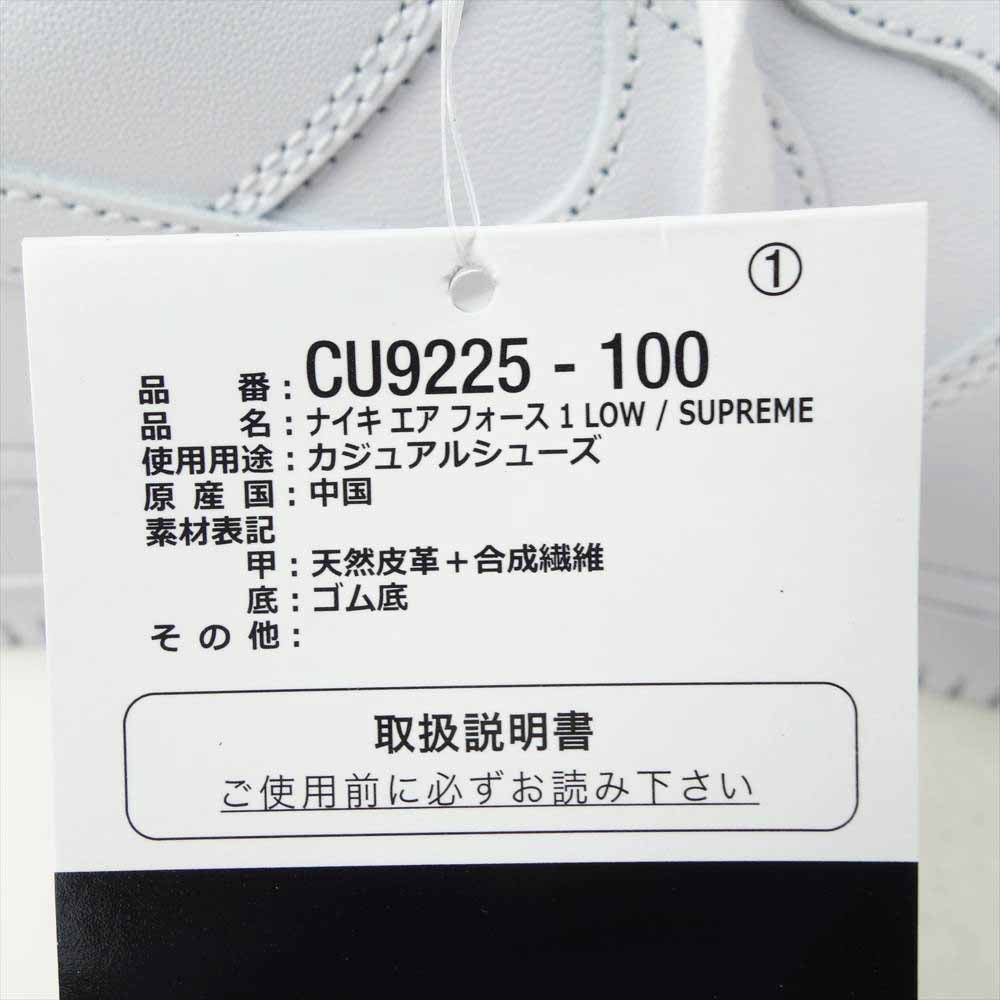 ①
品番：CU9225 - 100
品名：ナイキ エア フォース 1 LOW / SUPREME
使用用途：カジュアルシューズ
原産国：中国
素材表記
甲：天然皮革＋合成繊維
底：ゴム底
その他：
取扱説明書
ご使用前に必ずお読み下さい